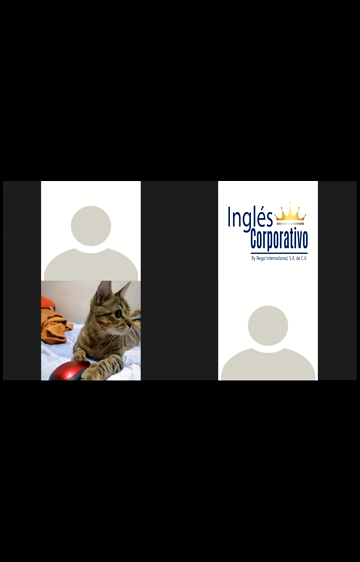 Inglés
Corporativo
By Regal International, S.A. de C.V